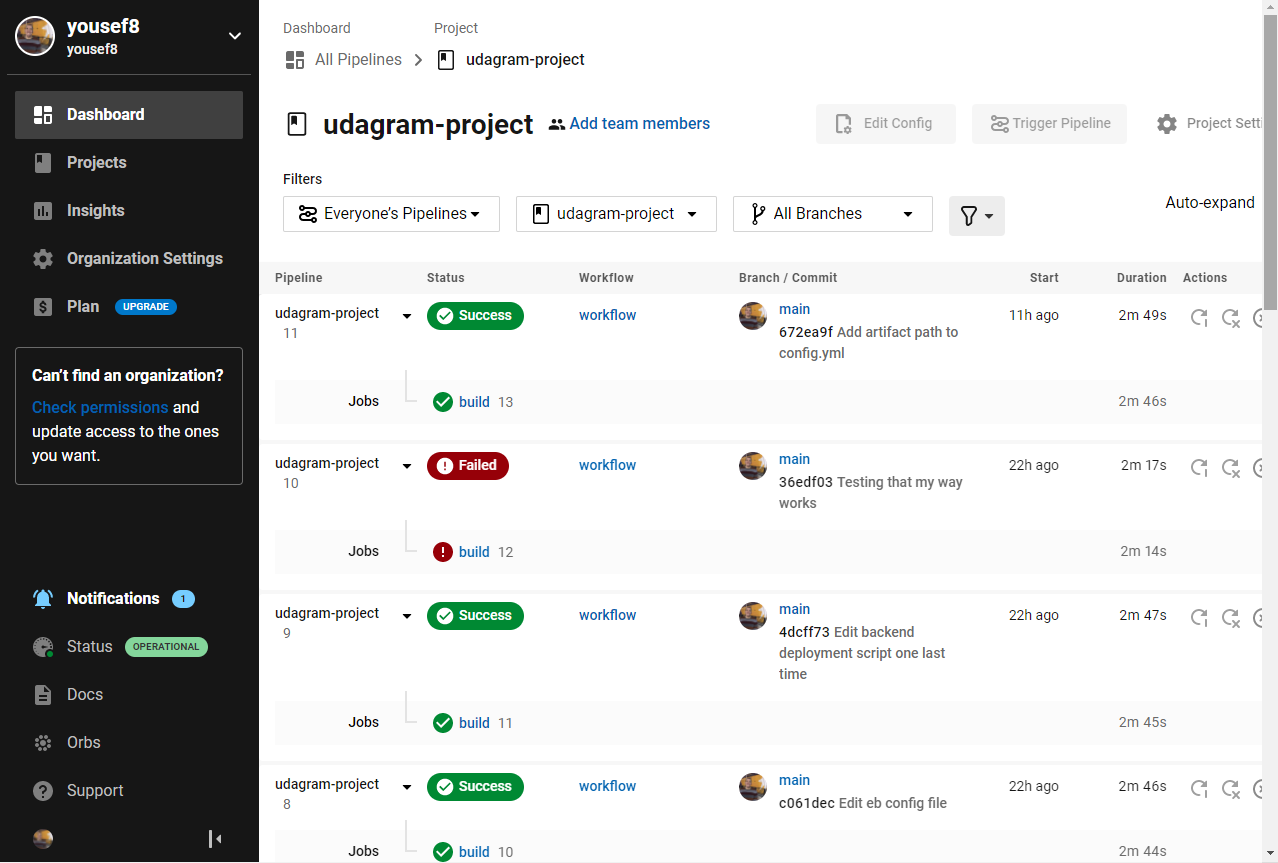 yousef8
yousef8
Dashboard
Projects
Insights
Organization Settings
Plan UPGRADE
Can't find an organization?
Check permissions and
update access to the ones
you want.
Notifications 1
Status OPERATIONAL
Docs
Orbs
Support
Dashboard Project
All Pipelines udagram-project
udagram-project Add team members Edit Config Trigger Pipeline Project Setti
Filters
Everyone's Pipelines udagram-project All Branches Auto-expand
Pipeline Status Workflow Branch / Commit Start Duration Actions
udagram-project Success workflow main 11h ago 2m 49s
11 672ea9f Add artifact path to
config.yml
Jobs build 13 2m 46s
udagram-project Failed workflow main 22h ago 2m 17s
10 36edf03 Testing that my way
works
Jobs build 12 2m 14s
udagram-project Success workflow main 22h ago 2m 47s
9 4dcff73 Edit backend
deployment script one last
time
Jobs build 11 2m 45s
udagram-project Success workflow main 22h ago 2m 46s
8 c061dec Edit eb config file
Jobs build 10 2m 44s